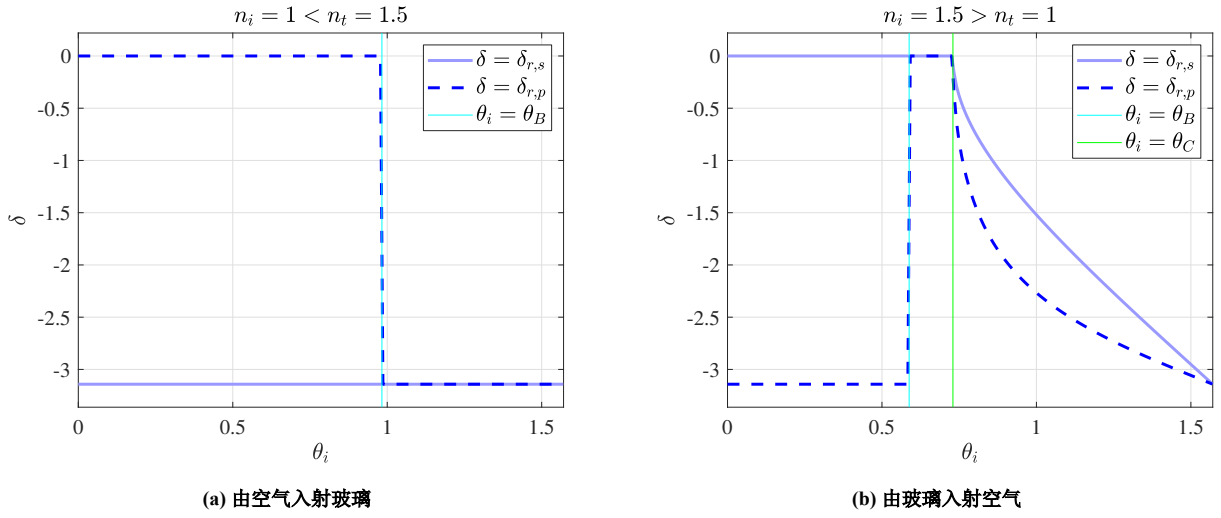 n_i = 1 < n_t = 1.5
0
-0.5
-1
-1.5
-2
-2.5
-3
δ
δ = δ_{r,s}
δ = δ_{r,p}
θ_i = θ_B
0 0.5 1 1.5
θ_i
(a) 由空气入射玻璃
n_i = 1.5 > n_t = 1
0
-0.5
-1
-1.5
-2
-2.5
-3
δ
δ = δ_{r,s}
δ = δ_{r,p}
θ_i = θ_B
θ_i = θ_C
0 0.5 1 1.5
θ_i
(b) 由玻璃入射空气